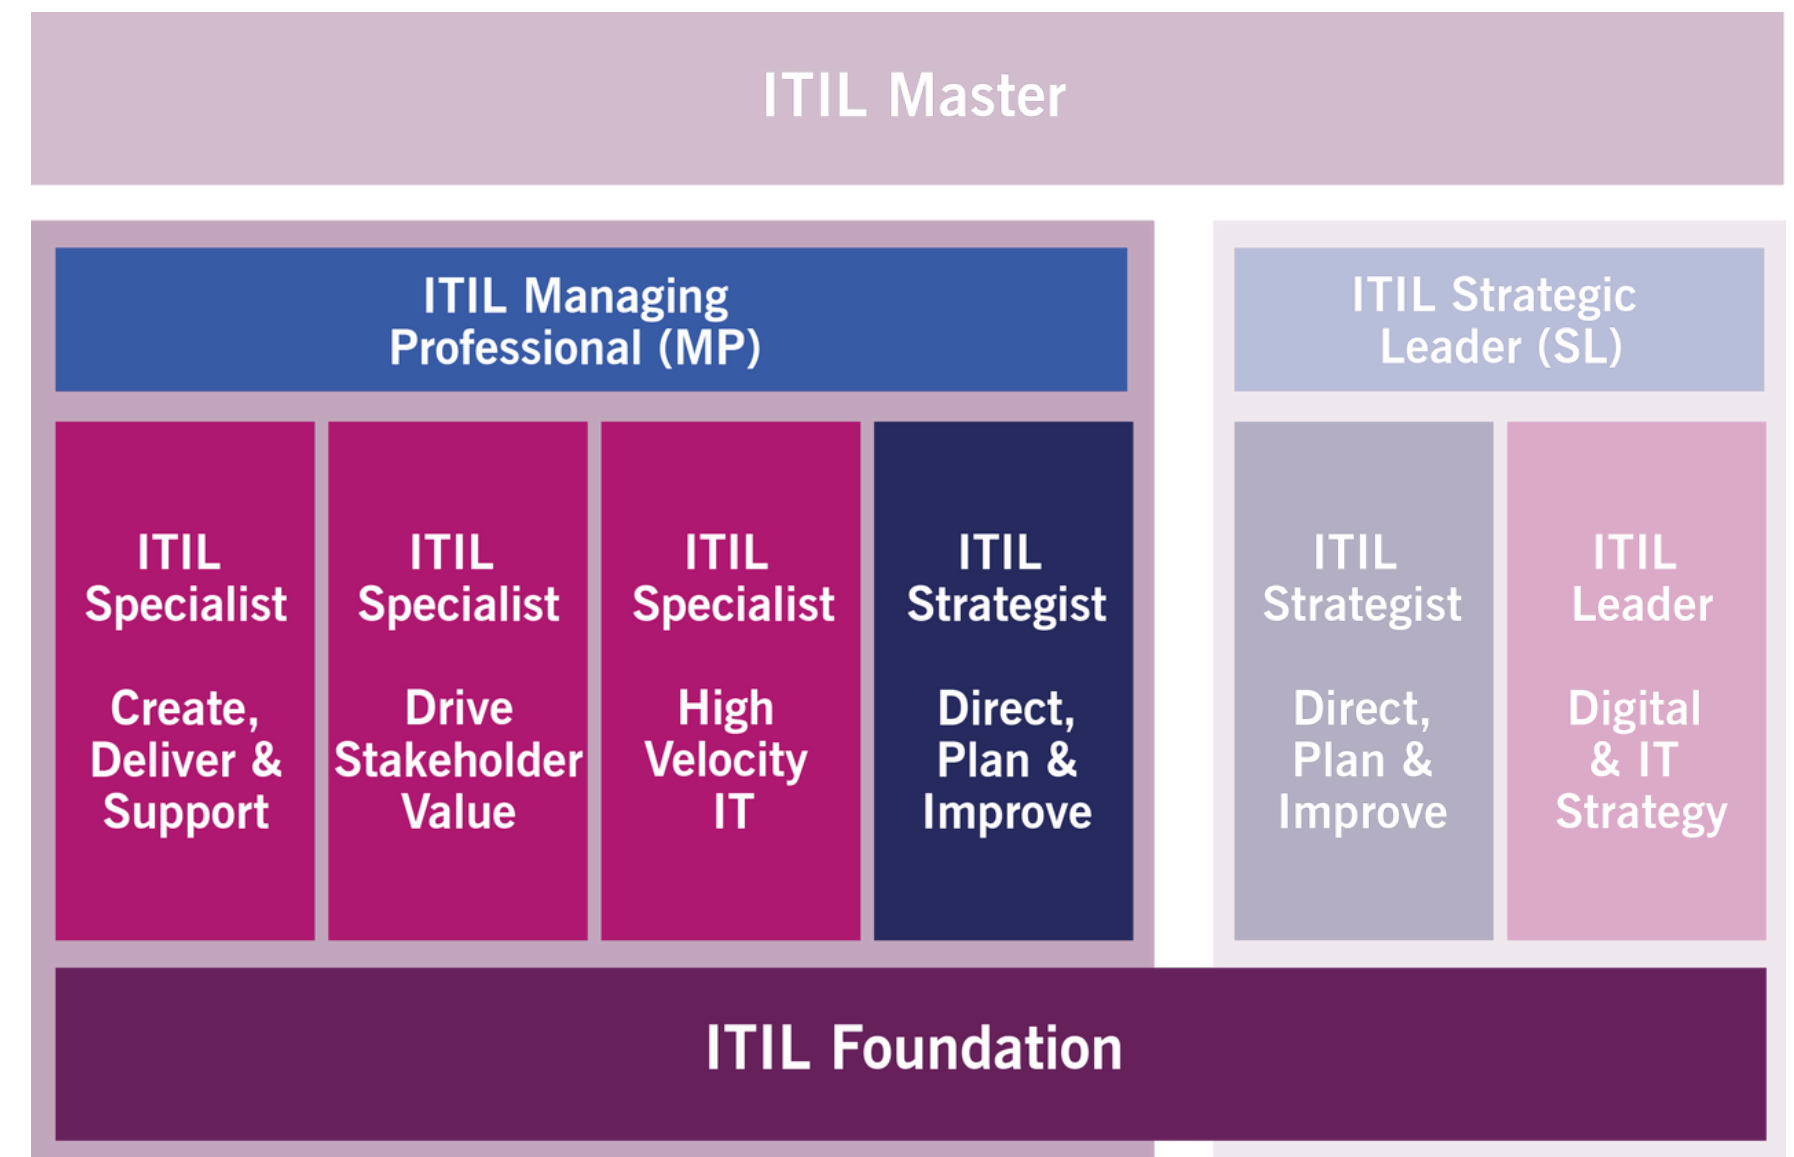 ITIL Master
ITIL Managing
Professional (MP)
ITIL Strategic
Leader (SL)
ITIL
Specialist
Create,
Deliver &
Support
ITIL
Specialist
Drive
Stakeholder
Value
ITIL
Specialist
High
Velocity
IT
ITIL
Strategist
Direct,
Plan &
Improve
ITIL
Strategist
Direct,
Plan &
Improve
ITIL
Leader
Digital
& IT
Strategy
ITIL Foundation